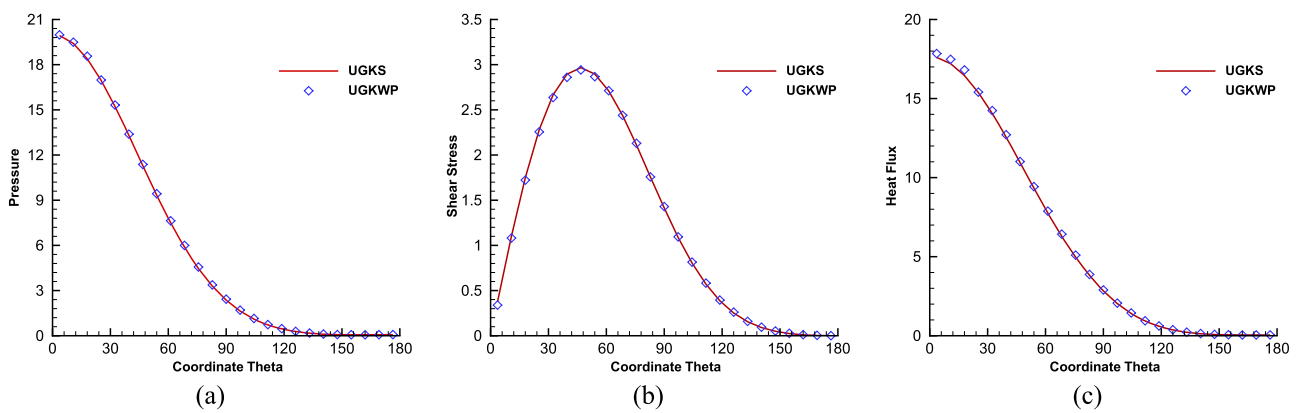 21
18
15
12
9
6
3
0
Pressure
0 30 60 90 120 150 180
Coordinate Theta
UGKS
UGKWP
(a)
3.5
3
2.5
2
1.5
1
0.5
0
Shear Stress
0 30 60 90 120 150 180
Coordinate Theta
UGKS
UGKWP
(b)
20
15
10
5
0
Heat Flux
0 30 60 90 120 150 180
Coordinate Theta
UGKS
UGKWP
(c)